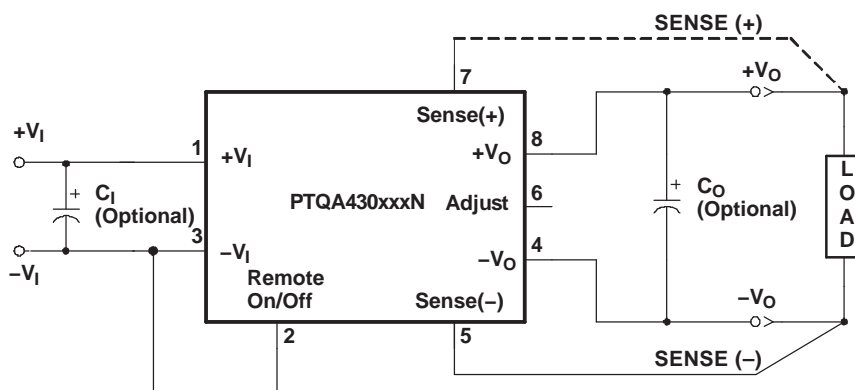 SENSE (+)
7
+VO
Sense(+)
8
+VI
1
+VI
+VO
L
O
A
D
CI
(Optional)
PTQA430xxxN
Adjust
6
CO
(Optional)
3
−VI
4
−VO
−VI
Remote
On/Off
Sense(−)
−VO
2
5
SENSE (−)